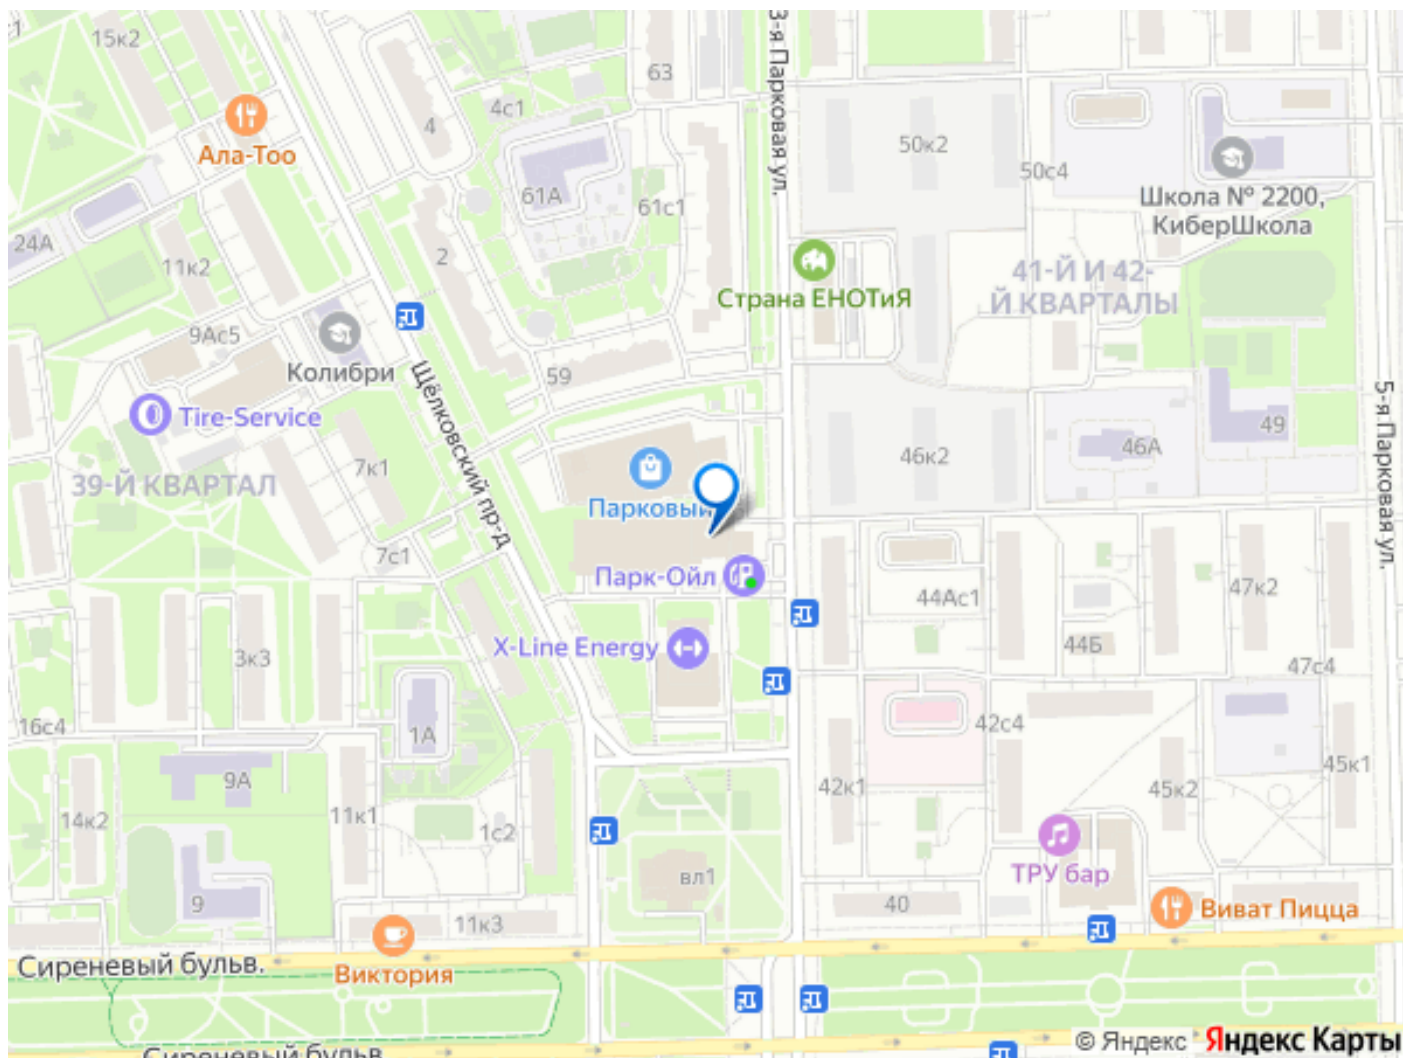 15к2
63
3-я Парковая ул.
4с1
4
Ала-Тоо
50к2
50с4
61А
61с1
Школа № 2200,
КиберШкола
24А
11к2
2
41-Й И 42-
Й КВАРТАЛЫ
Страна ЕНОТиЯ
9Ас5
Колибри
59
Щёлковский пр-д
5-я Парковая ул.
Tire-Service
49
46А
46к2
7к1
39-Й КВАРТАЛ
Парковый
7с1
Парк-Ойл
44Ас1
47к2
X-Line Energy
44Б
3к3
47с4
16с4
1А
42с4
9А
42к1
45к2
45к1
14к2
11к1
1с2
вл1
ТРУ бар
9
40
Виват Пицца
11к3
Сиреневый бульв.
Виктория
Сиреневый бульв.
© Яндекс Яндекс Карты